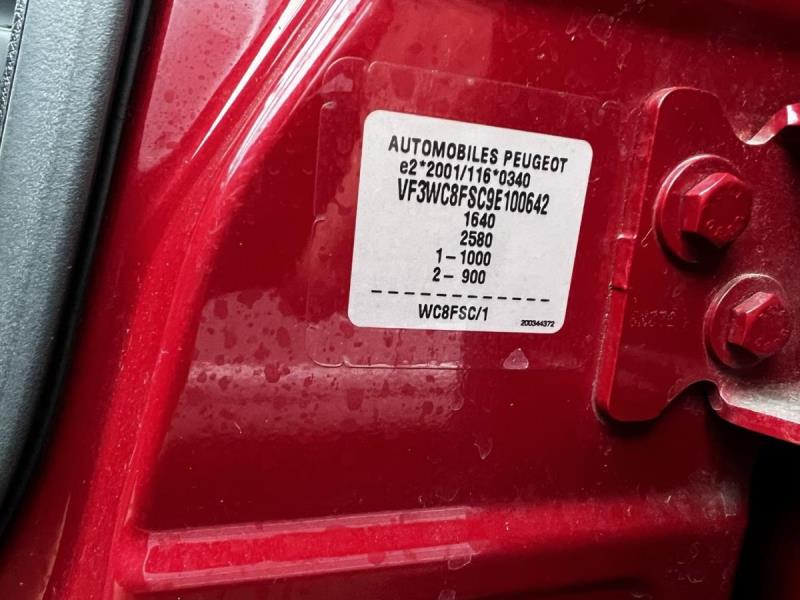 AUTOMOBILES PEUGEOT
e2*2001/116*0340
VF3WC8FSC9E100642
1640
2580
1- 1000
2- 900
WC8FSC/1
200344372